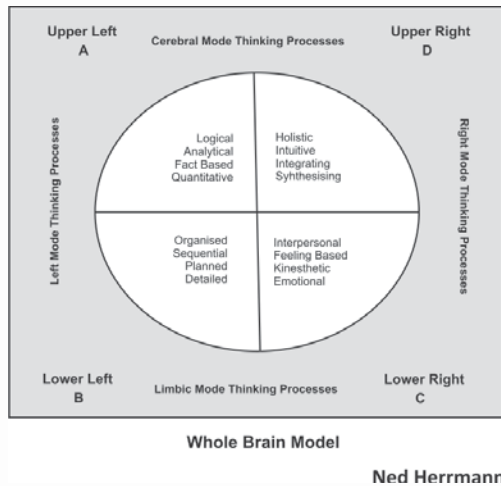 Upper Left
A
Cerebral Mode Thinking Processes
Upper Right
D
Left Mode Thinking Processes
Logical
Analytical
Fact Based
Quantitative
Holistic
Intuitive
Integrating
Syhthesising
Right Mode Thinking Processes
Organised
Sequential
Planned
Detailed
Interpersonal
Feeling Based
Kinesthetic
Emotional
Lower Left
B
Limbic Mode Thinking Processes
Lower Right
C
Whole Brain Model
Ned Herrmann